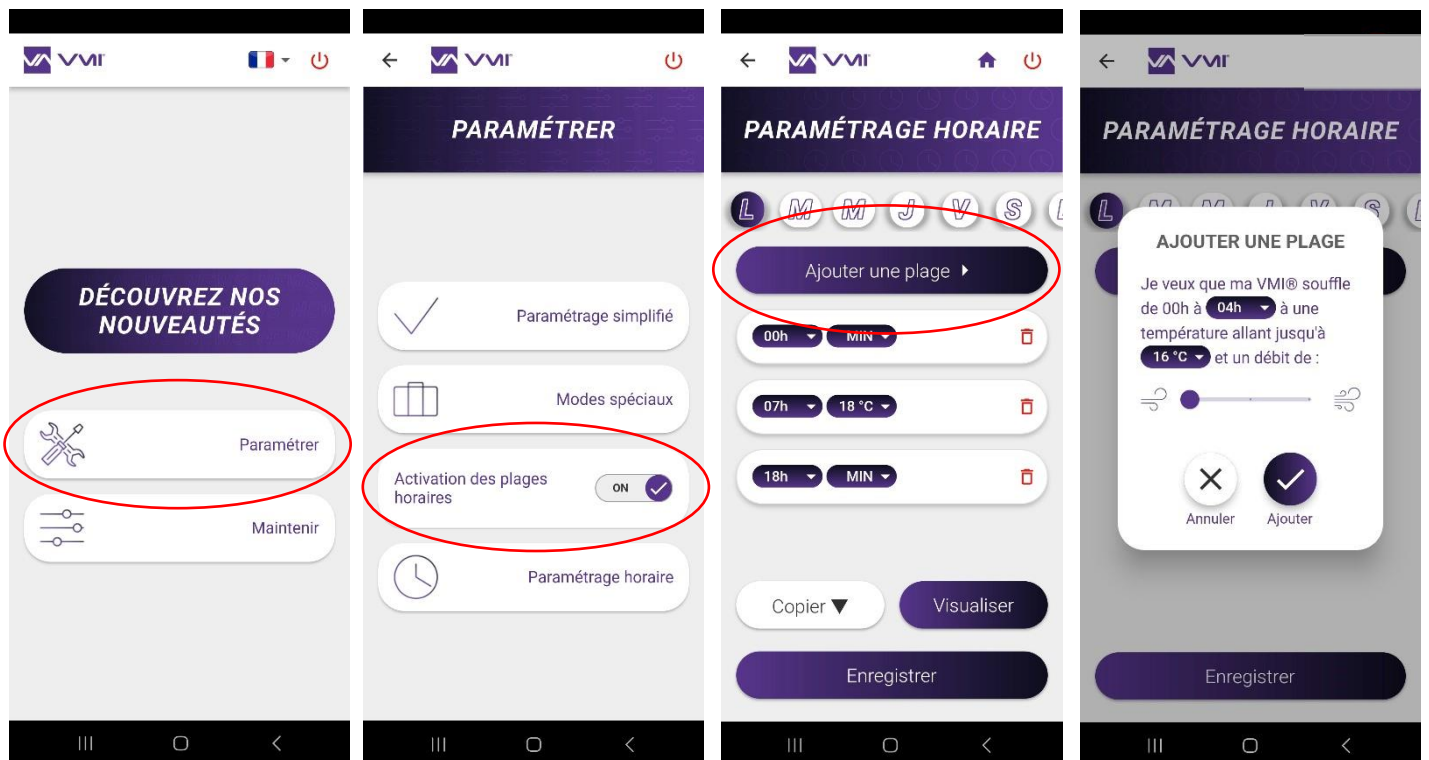 VMI®
DÉCOUVREZ NOS
NOUVEAUTÉS
Paramétrer
Maintenir
VMI®
PARAMÉTRER
Paramétrage simplifié
Modes spéciaux
Activation des plages
horaires
ON
Paramétrage horaire
VMI®
PARAMÉTRAGE HORAIRE
L M M J V S
Ajouter une plage
00h MIN
07h 18 °C
18h MIN
Copier Visualiser
Enregistrer
VMI®
PARAMÉTRAGE HORAIRE
L
AJOUTER UNE PLAGE
Je veux que ma VMI® souffle
de 00h à 04h à une
température allant jusqu'à
16 °C et un débit de :
Annuler Ajouter
Enregistrer